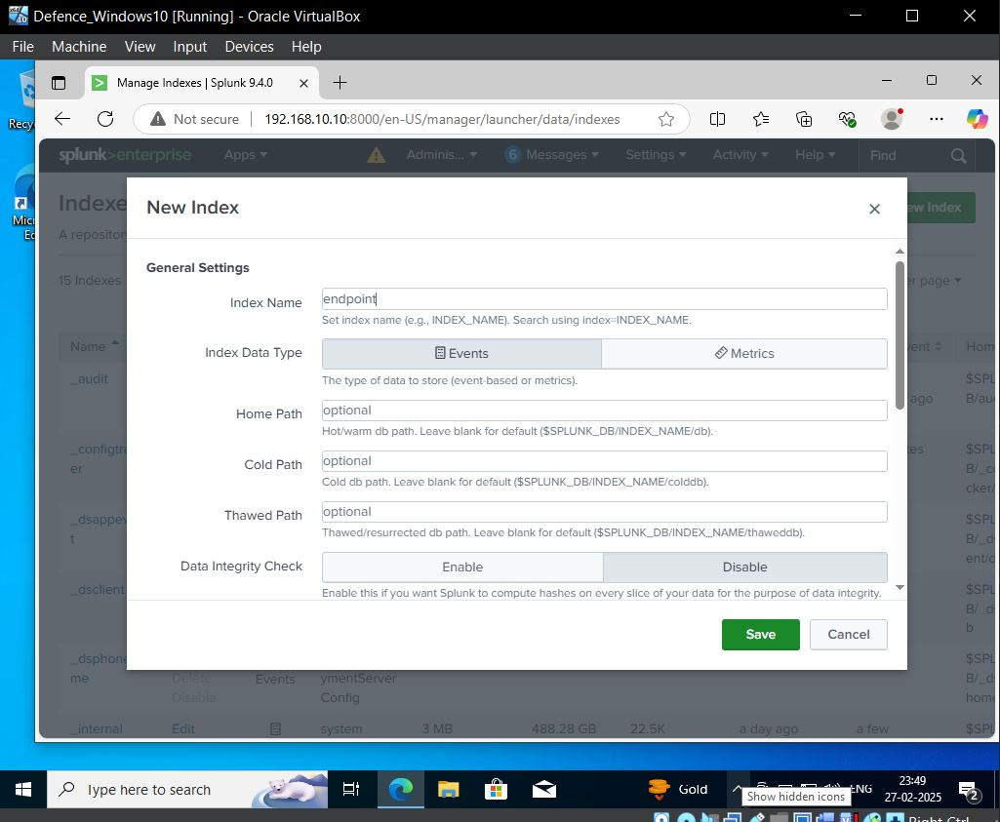 Defence_Windows10 [Running] - Oracle VirtualBox
File Machine View Input Devices Help
Manage Indexes | Splunk 9.4.0
Not secure 192.168.10.10:8000/en-US/manager/launcher/data/indexes
splunk>enterprise Apps Adminis... 6 Messages Settings Activity Help Find
New Index
General Settings
Index Name endpoint
Set index name (e.g., INDEX_NAME). Search using index=INDEX_NAME.
Index Data Type Events Metrics
The type of data to store (event-based or metrics).
Home Path optional
Hot/warm db path. Leave blank for default ($SPLUNK_DB/INDEX_NAME/db).
Cold Path optional
Cold db path. Leave blank for default ($SPLUNK_DB/INDEX_NAME/colddb).
Thawed Path optional
Thawed/resurrected db path. Leave blank for default ($SPLUNK_DB/INDEX_NAME/thaweddb).
Data Integrity Check Enable Disable
Enable this if you want Splunk to compute hashes on every slice of your data for the purpose of data integrity.
Save Cancel
Indexe
A repository
15 Indexes
ew Index
er page
Name
vent
Hom
_audit
ago
$SPL
B/au
_configtra
er
tes
$SPL
B/_c
cker/
_dsappev
t
$SPL
B/_d
ent/d
_dsclient
$SPL
B/_ds
b
_dsphone
me
Delete
Disable
Events
ymentServer
Config
$SPL
B/_d
home
_internal Edit system 3 MB 488.28 GB 22.5K a day ago a few $SPL
Recy
Mic
Ed
Type here to search
Gold
ENG
23:49
27-02-2025
2
Show hidden icons
Right Ctrl